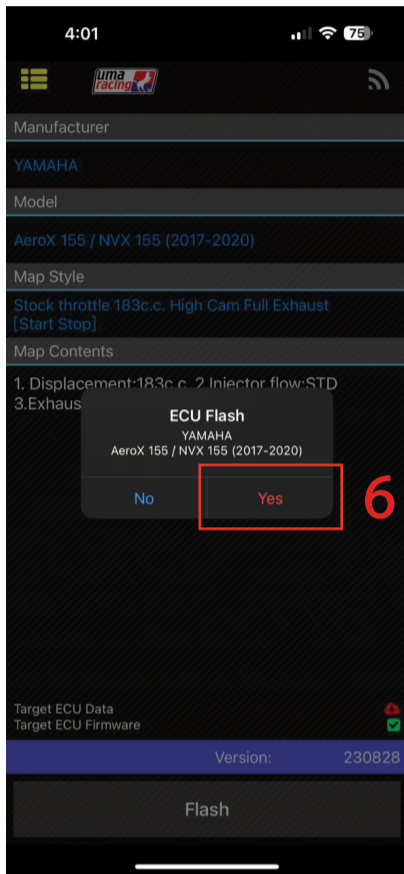 4:01
75
uma
racing
Manufacturer
YAMAHA
Model
AeroX 155 / NVX 155 (2017-2020)
Map Style
Stock throttle 183c.c. High Cam Full Exhaust
[Start Stop]
Map Contents
1. Displacement:183c.c. 2.Injector flow:STD
3.Exhaus
ECU Flash
YAMAHA
AeroX 155 / NVX 155 (2017-2020)
No
Yes
6
Target ECU Data
Target ECU Firmware
Version: 230828
Flash